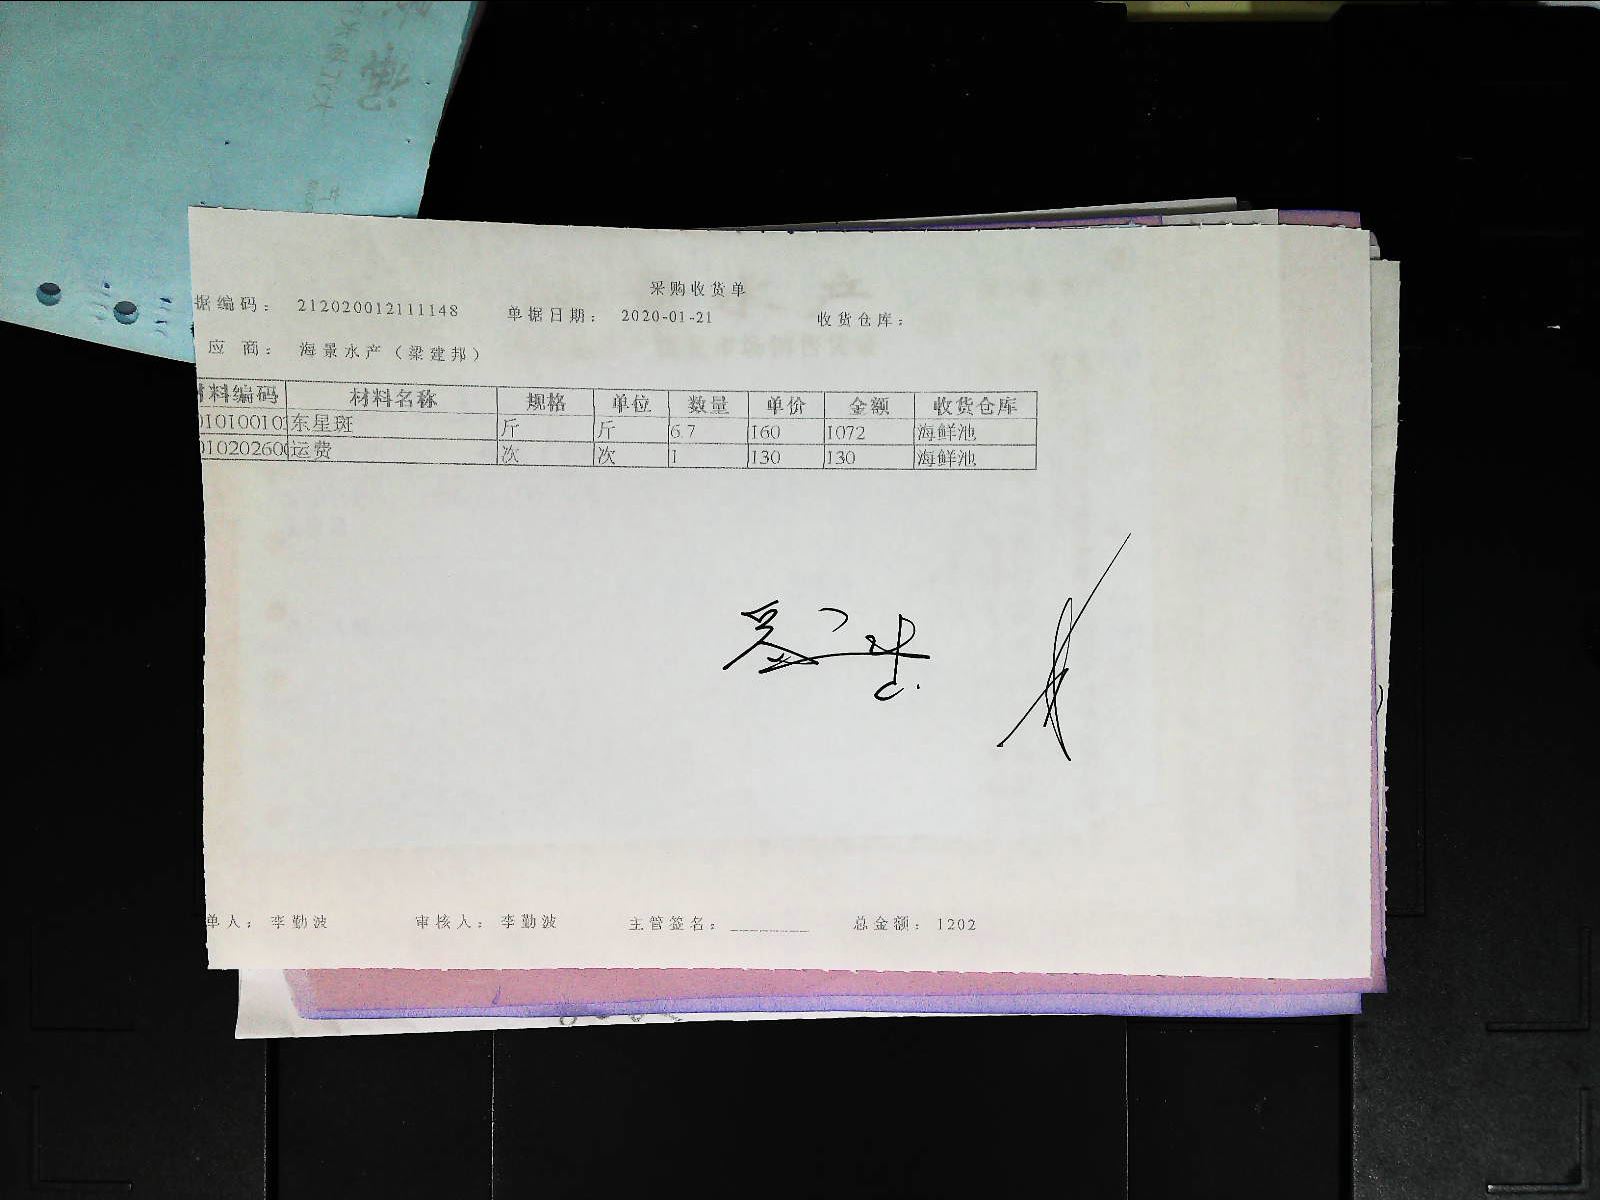 采购收货单
据编码： 212020012111148 单据日期： 2020-01-21 收货仓库：
应 商： 海景水产（梁建邦）
材料编码 材料名称 规格 单位 数量 单价 金额 收货仓库
东星斑 斤 斤 6.7 160 1072 海鲜池
运费 次 次 1 130 130 海鲜池
单人： 李勤波 审核人： 李勤波 主管签名： 总金额： 1202